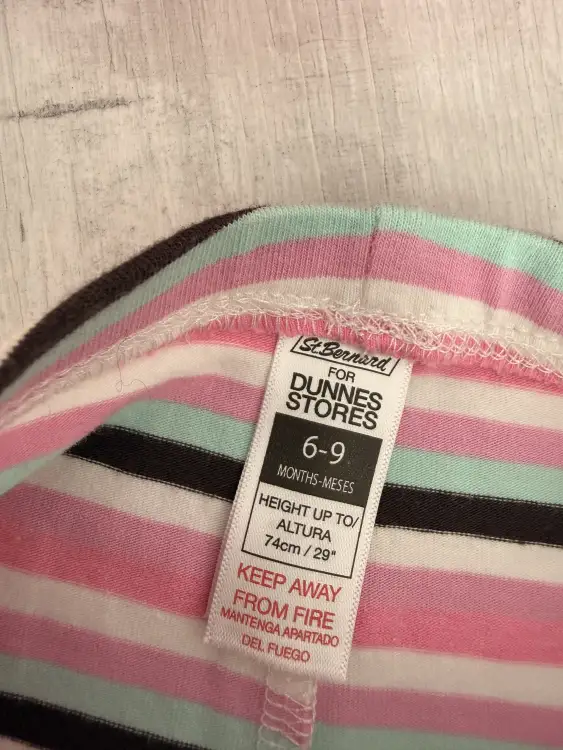 St.Bernard
FOR
DUNNES
STORES
6-9
MONTHS-MESES
HEIGHT UP TO/
ALTURA
74cm / 29"
KEEP AWAY
FROM FIRE
MANTENGA APARTADO
DEL FUEGO